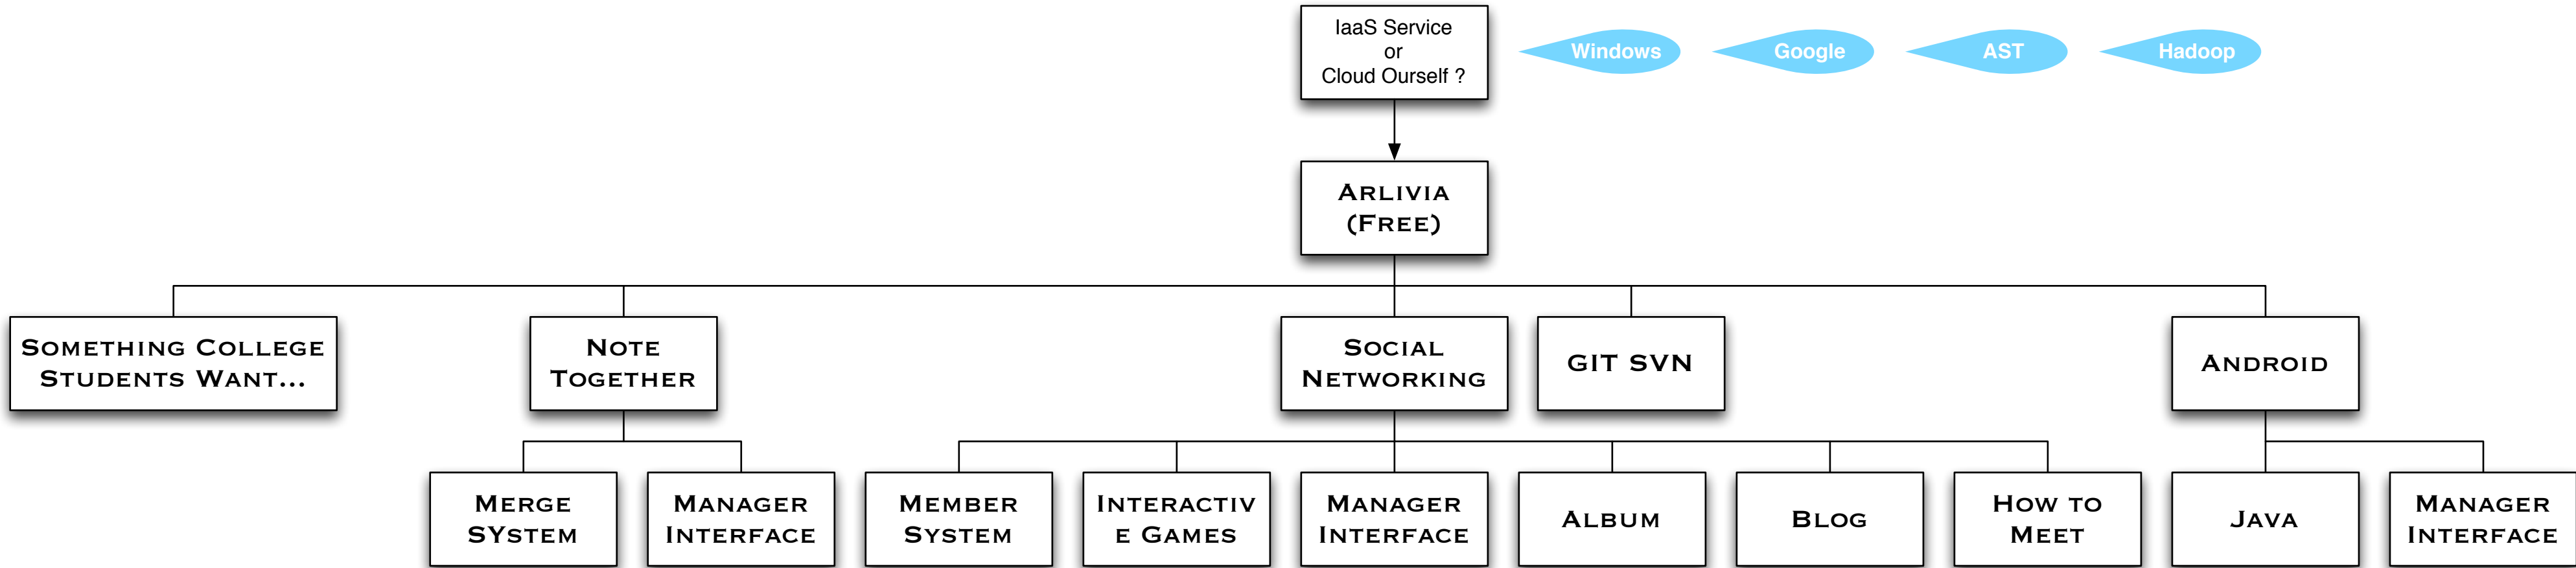 IaaS Service
or
Cloud Ourself ?
Windows
Google
AST
Hadoop
Arlivia
(Free)
Something College
Students Want...
Note
Together
Social
Networking
GIT SVN
Android
Merge
SYstem
Manager
Interface
Member
System
Interactiv
e Games
Manager
Interface
Album
Blog
How to
Meet
Java
Manager
Interface